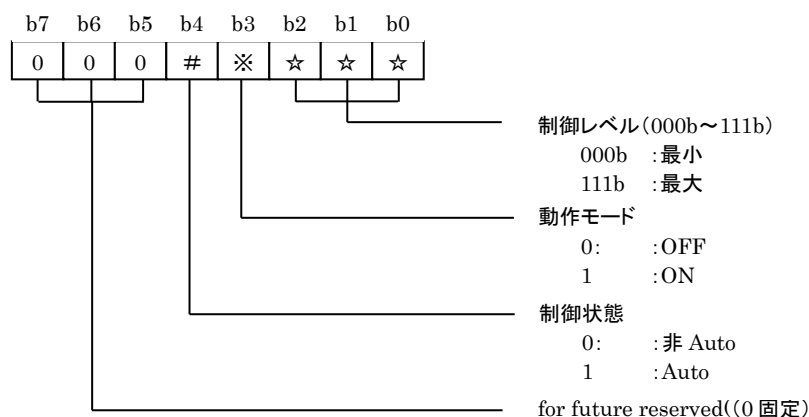 b7 b6 b5 b4 b3 b2 b1 b0
0 0 0 # ※ ☆ ☆ ☆
制御レベル(000b～111b)
000b :最小
111b :最大
動作モード
0: :OFF
1 :ON
制御状態
0: :非 Auto
1 :Auto
for future reserved((0 固定)